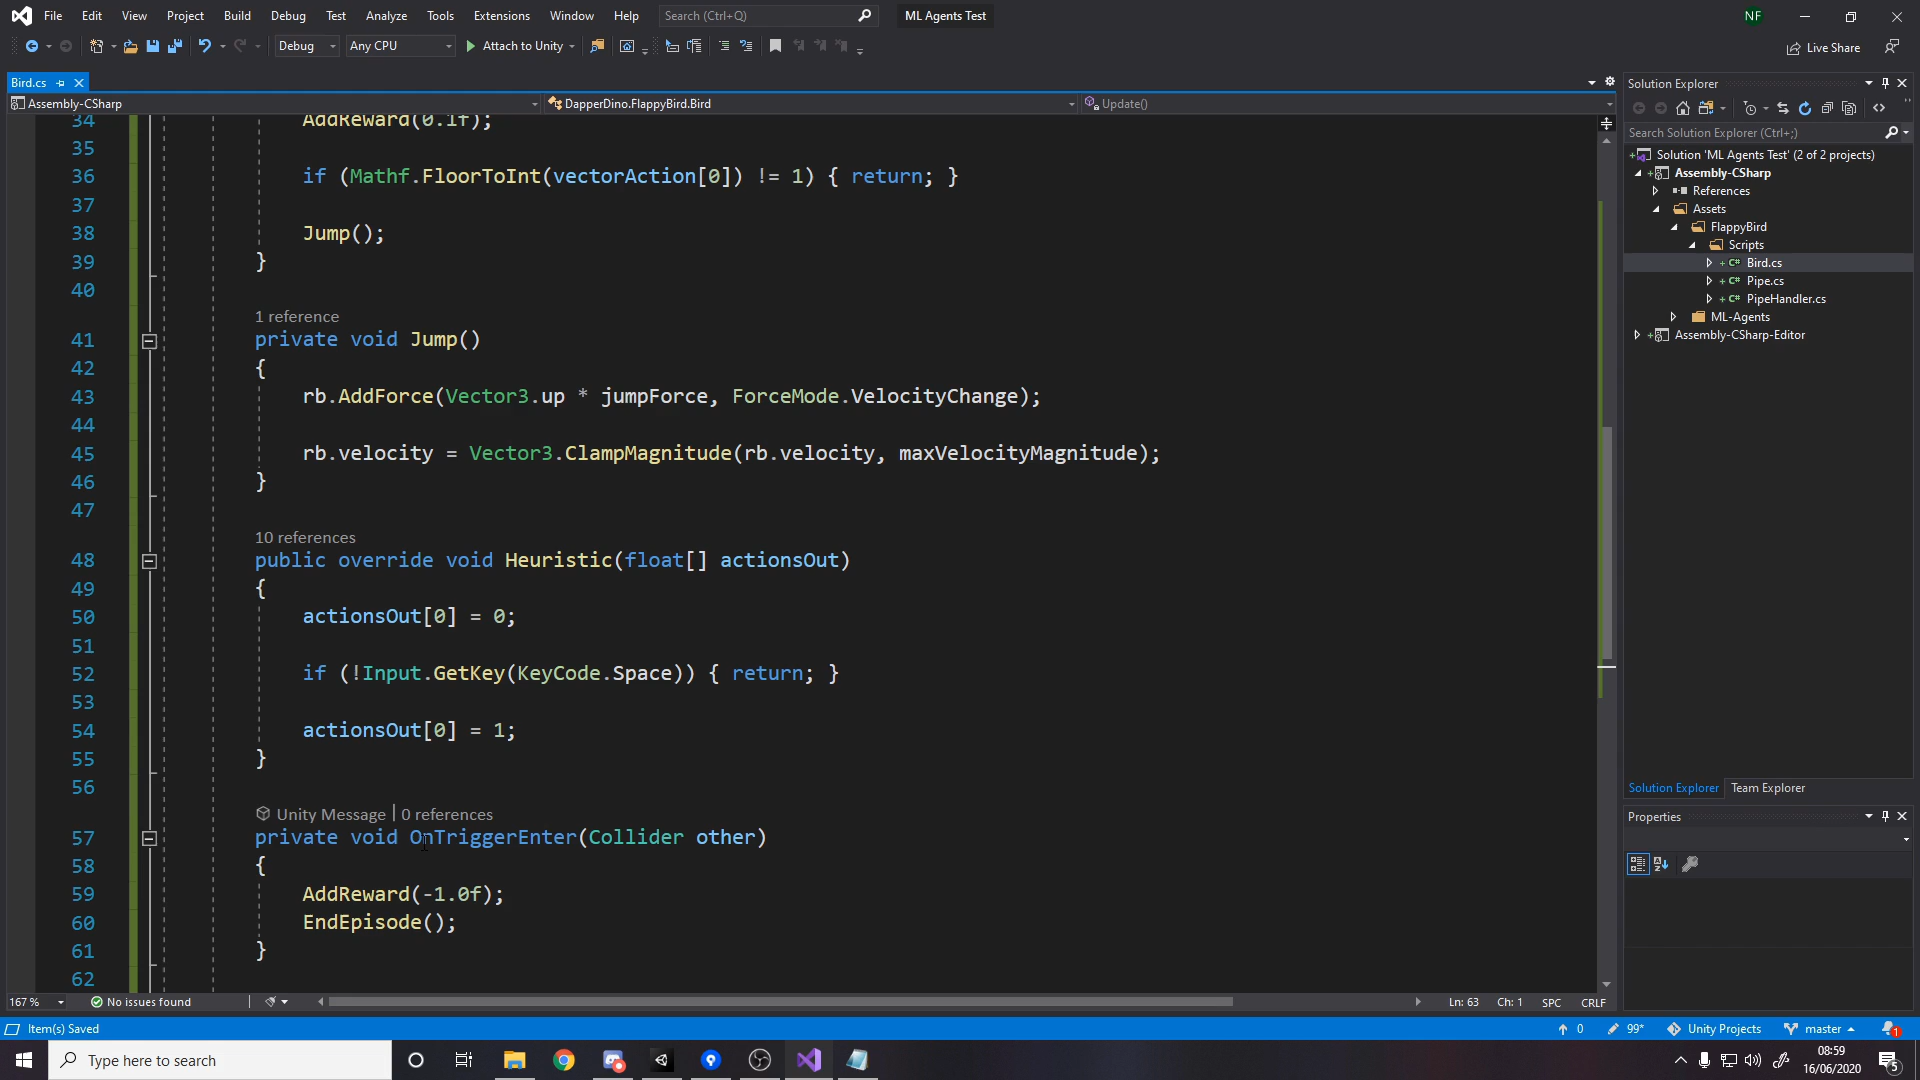 File Edit View Project Build Debug Test Analyze Tools Extensions Window Help Search (Ctrl+Q) ML Agents Test NF
Debug Any CPU Attach to Unity Live Share
Bird.cs
Assembly-CSharp DapperDino.FlappyBird.Bird Update()
34 AddReward(0.1f);
35
36 if (Mathf.FloorToInt(vectorAction[0]) != 1) { return; }
37
38 Jump();
39 }
40
1 reference
41 private void Jump()
42 {
43 rb.AddForce(Vector3.up * jumpForce, ForceMode.VelocityChange);
44
45 rb.velocity = Vector3.ClampMagnitude(rb.velocity, maxVelocityMagnitude);
46 }
47
10 references
48 public override void Heuristic(float[] actionsOut)
49 {
50 actionsOut[0] = 0;
51
52 if (!Input.GetKey(KeyCode.Space)) { return; }
53
54 actionsOut[0] = 1;
55 }
56
Unity Message | 0 references
57 private void OnTriggerEnter(Collider other)
58 {
59 AddReward(-1.0f);
60 EndEpisode();
61 }
62
167 % No issues found Ln: 63 Ch: 1 SPC CRLF
Solution Explorer
Search Solution Explorer (Ctrl+;)
Solution 'ML Agents Test' (2 of 2 projects)
Assembly-CSharp
References
Assets
FlappyBird
Scripts
C# Bird.cs
C# Pipe.cs
C# PipeHandler.cs
ML-Agents
Assembly-CSharp-Editor
Solution Explorer Team Explorer
Properties
Item(s) Saved 0 99* Unity Projects master 1
Type here to search 08:59
16/06/2020 5